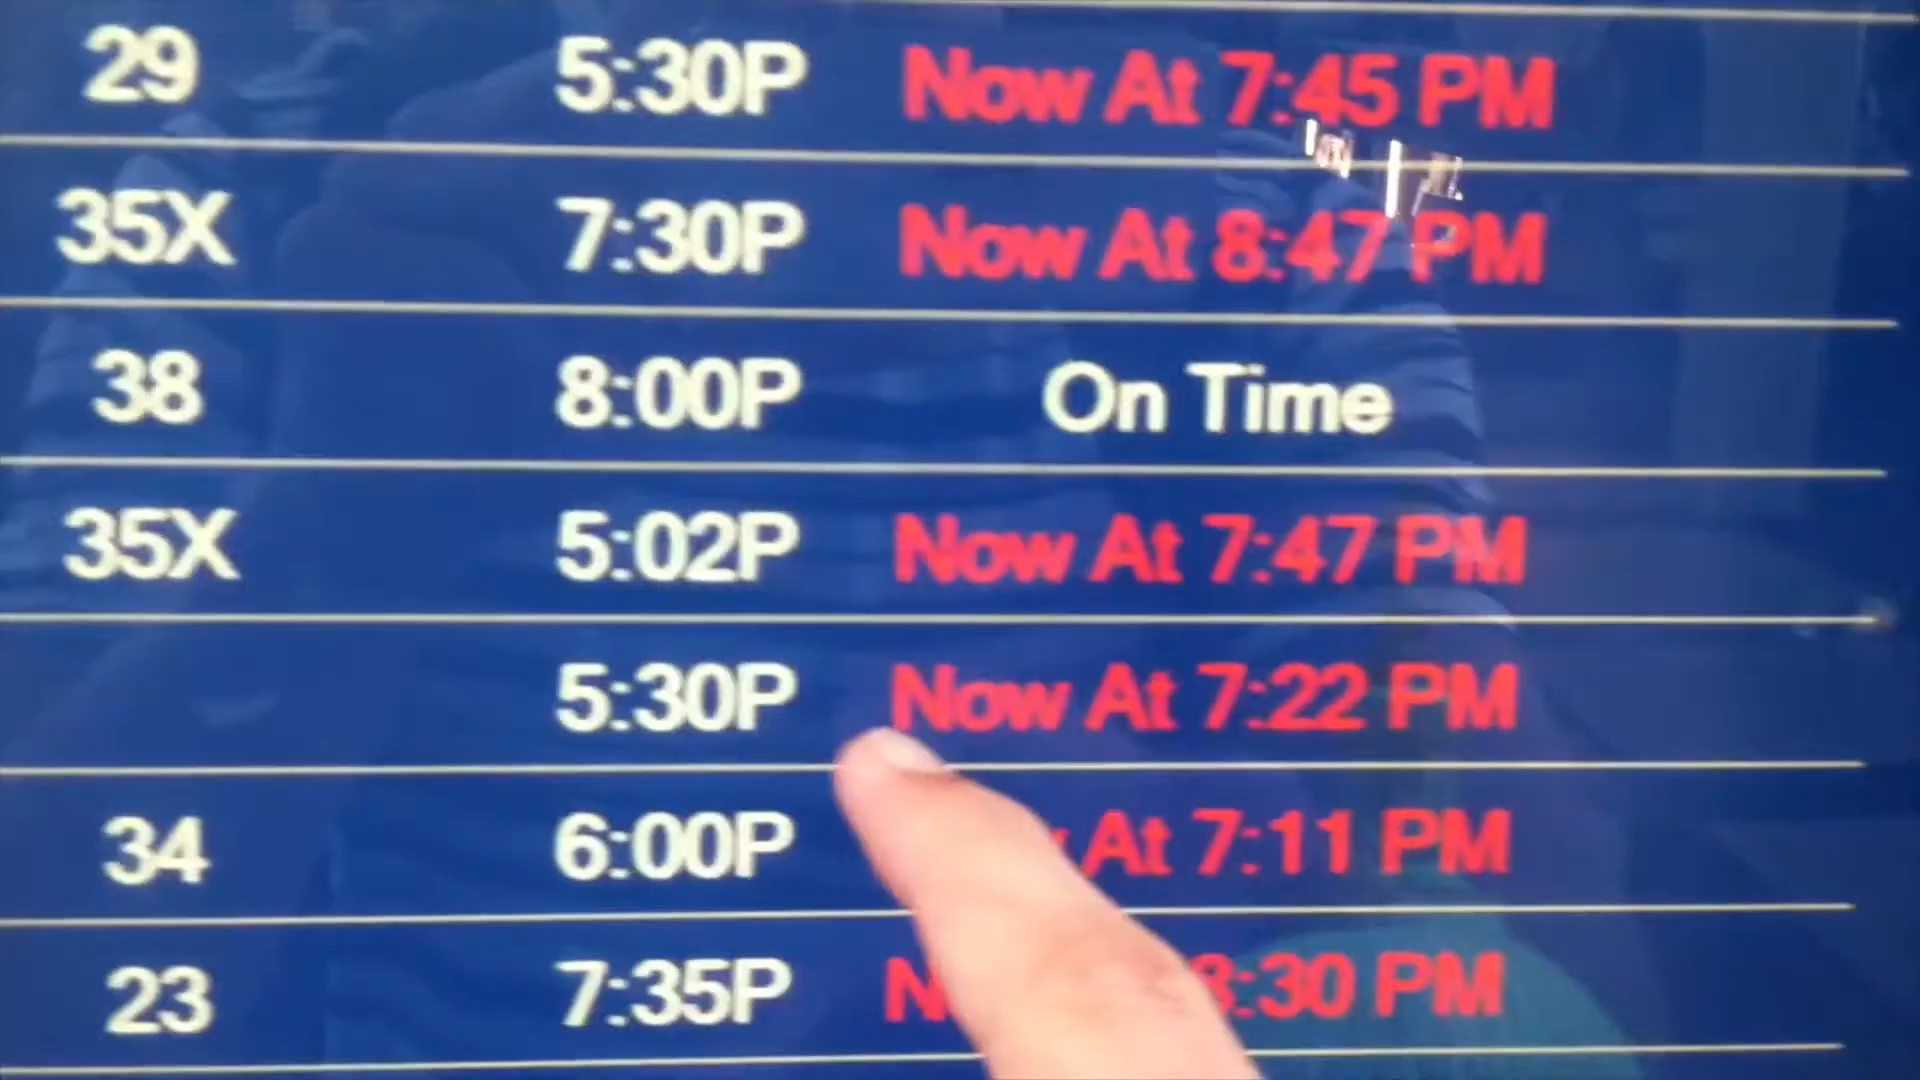 29 5:30P Now At 7:45 PM
35X 7:30P Now At 8:47 PM
38 8:00P On Time
35X 5:02P Now At 7:47 PM
5:30P Now At 7:22 PM
34 6:00P At 7:11 PM
23 7:35P 8:30 PM